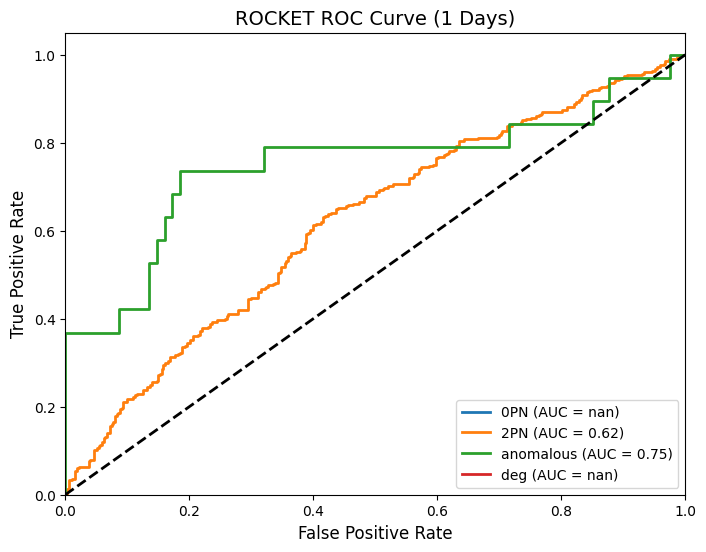 ROCKET ROC Curve (1 Days)
True Positive Rate
1.0
0.8
0.6
0.4
0.2
0.0
0.0 0.2 0.4 0.6 0.8 1.0
False Positive Rate
0PN (AUC = nan)
2PN (AUC = 0.62)
anomalous (AUC = 0.75)
deg (AUC = nan)